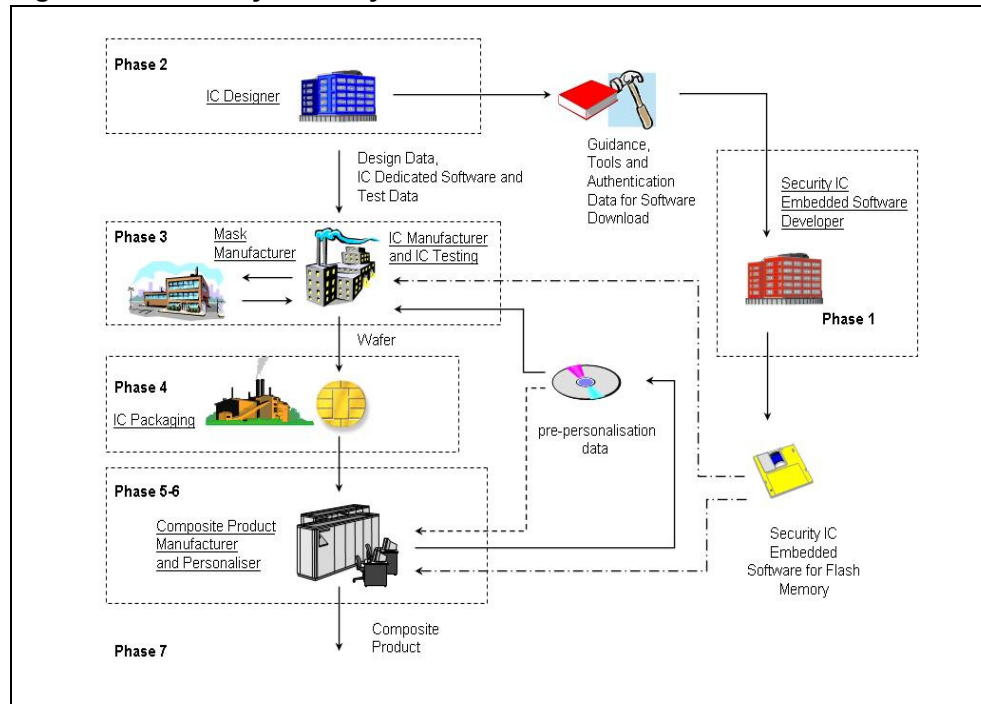 Phase 2
IC Designer
Guidance,
Tools and
Authentication
Data for Software
Download
Design Data,
IC Dedicated Software and
Test Data
Security IC
Embedded Software
Developer
Phase 1
Phase 3
Mask
Manufacturer
IC Manufacturer
and IC Testing
Wafer
Phase 4
IC Packaging
pre-personalisation
data
Phase 5-6
Composite Product
Manufacturer
and Personaliser
Security IC
Embedded
Software for Flash
Memory
Composite
Product
Phase 7